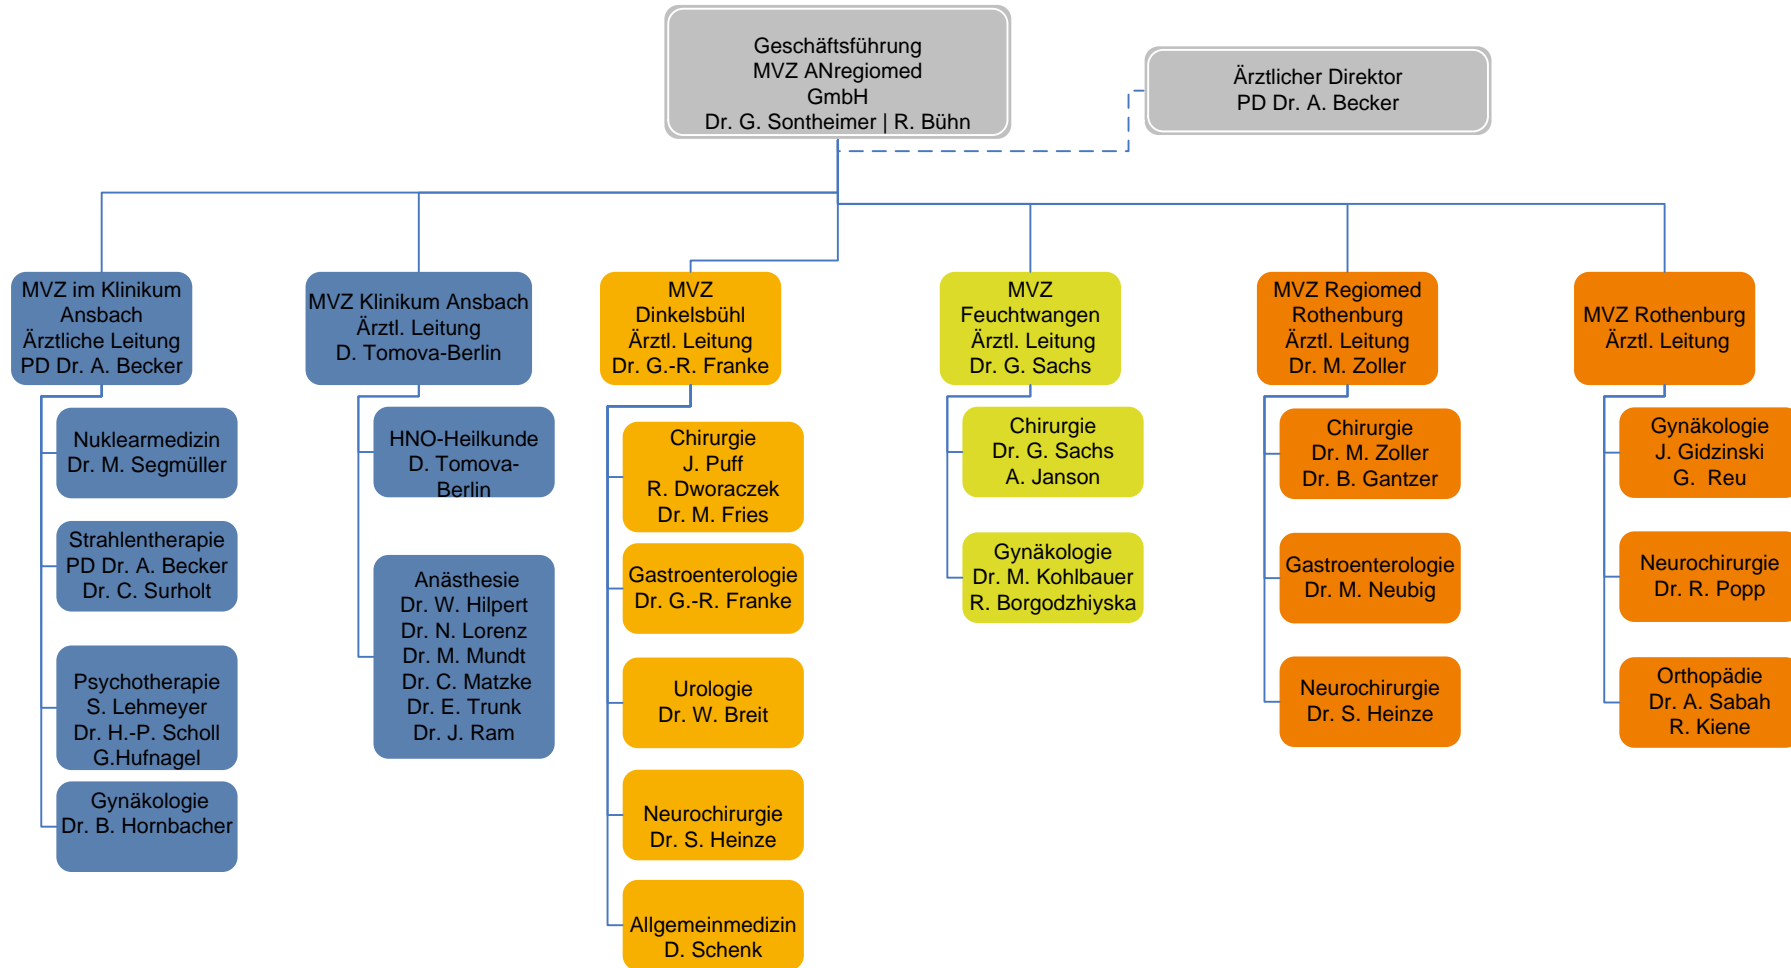 Geschäftsführung
MVZ ANregiomed
GmbH
Dr. G. Sontheimer | R. Bühn
Ärztlicher Direktor
PD Dr. A. Becker
MVZ im Klinikum
Ansbach
Ärztliche Leitung
PD Dr. A. Becker
Nuklearmedizin
Dr. M. Segmüller
Strahlentherapie
PD Dr. A. Becker
Dr. C. Surholt
Psychotherapie
S. Lehmeyer
Dr. H.-P. Scholl
G.Hufnagel
Gynäkologie
Dr. B. Hornbacher
MVZ Klinikum Ansbach
Ärztl. Leitung
D. Tomova-Berlin
HNO-Heilkunde
D. Tomova-
Berlin
Anästhesie
Dr. W. Hilpert
Dr. N. Lorenz
Dr. M. Mundt
Dr. C. Matzke
Dr. E. Trunk
Dr. J. Ram
MVZ
Dinkelsbühl
Ärztl. Leitung
Dr. G.-R. Franke
Chirurgie
J. Puff
R. Dworaczek
Dr. M. Fries
Gastroenterologie
Dr. G.-R. Franke
Urologie
Dr. W. Breit
Neurochirurgie
Dr. S. Heinze
Allgemeinmedizin
D. Schenk
MVZ
Feuchtwangen
Ärztl. Leitung
Dr. G. Sachs
Chirurgie
Dr. G. Sachs
A. Janson
Gynäkologie
Dr. M. Kohlbauer
R. Borgodzhiyska
MVZ Regiomed
Rothenburg
Ärztl. Leitung
Dr. M. Zoller
Chirurgie
Dr. M. Zoller
Dr. B. Gantzer
Gastroenterologie
Dr. M. Neubig
Neurochirurgie
Dr. S. Heinze
MVZ Rothenburg
Ärztl. Leitung
Gynäkologie
J. Gidzinski
G. Reu
Neurochirurgie
Dr. R. Popp
Orthopädie
Dr. A. Sabah
R. Kiene